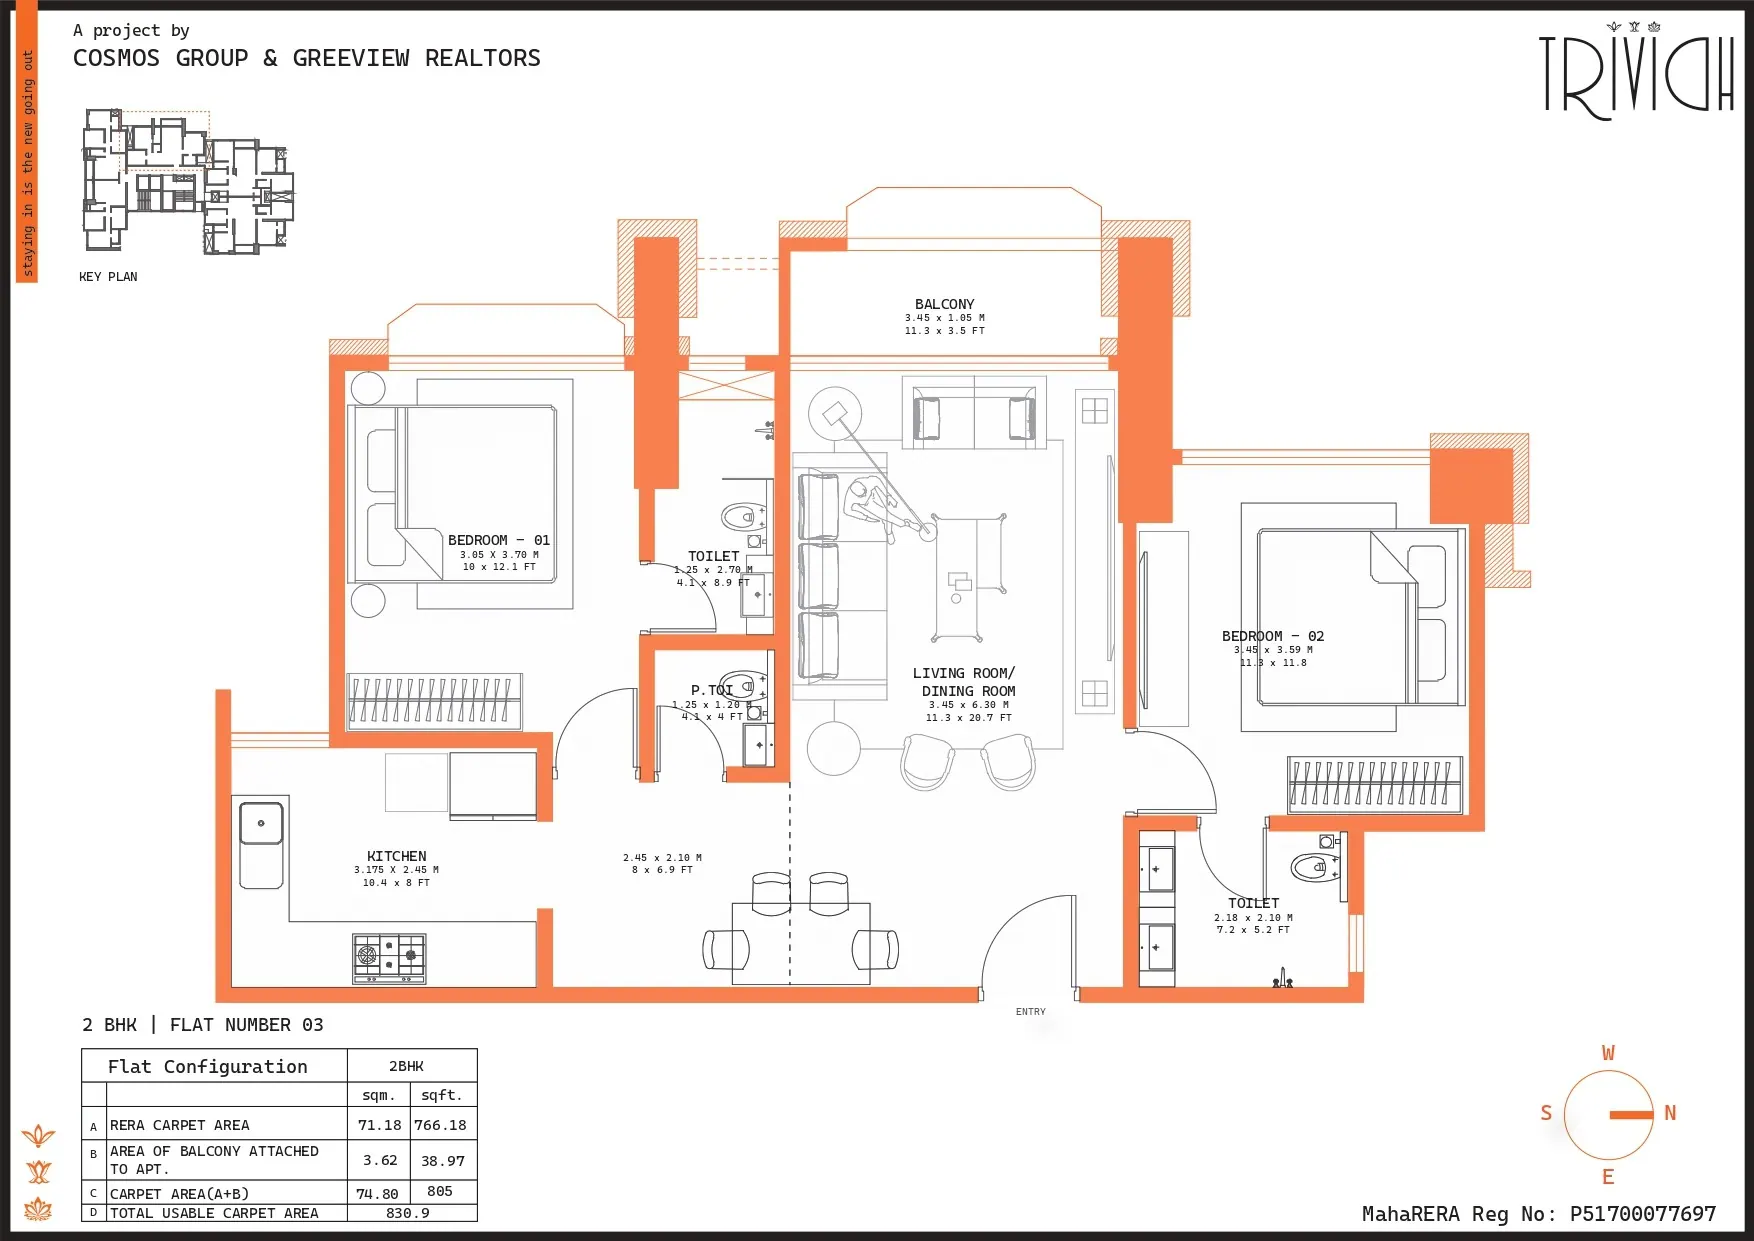 staying in is the new going out
A project by
COSMOS GROUP & GREEVIEW REALTORS
TRIVIDH
KEY PLAN
BALCONY
3.45 x 1.05 M
11.3 x 3.5 FT
BEDROOM - 01
3.05 X 3.70 M
10 x 12.1 FT
TOILET
1.25 x 2.70 M
4.1 x 8.9 FT
P.TOI
1.25 x 1.20 M
4.1 x 4 FT
LIVING ROOM/
DINING ROOM
3.45 x 6.30 M
11.3 x 20.7 FT
BEDROOM - 02
3.45 x 3.59 M
11.3 x 11.8
KITCHEN
3.175 X 2.45 M
10.4 x 8 FT
2.45 x 2.10 M
8 x 6.9 FT
TOILET
2.18 x 2.10 M
7.2 x 5.2 FT
ENTRY
2 BHK | FLAT NUMBER 03
Flat Configuration 2BHK
sqm. sqft.
A RERA CARPET AREA 71.18 766.18
B AREA OF BALCONY ATTACHED
TO APT. 3.62 38.97
C CARPET AREA(A+B) 74.80 805
D TOTAL USABLE CARPET AREA 830.9
W
S N
E
MahaRERA Reg No: P51700077697